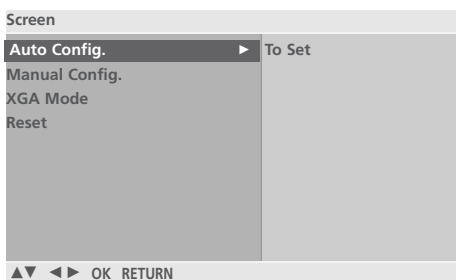 Screen
Auto Config. ► To Set
Manual Config.
XGA Mode
Reset
▲▼ ◄► OK RETURN